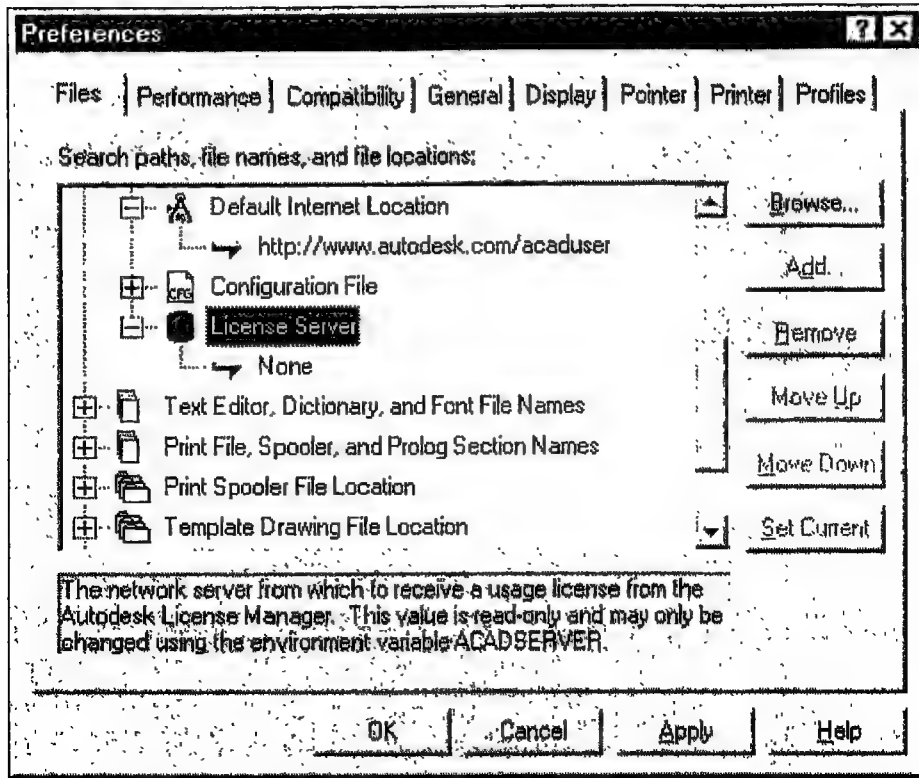 Preferences
Files Performance Compatibility General Display Pointer Printer Profiles
Search paths, file names, and file locations:
Default Internet Location
http://www.autodesk.com/acaduser
CFG Configuration File
License Server
None
Text Editor, Dictionary, and Font File Names
Print File, Spooler, and Prolog Section Names
Print Spooler File Location
Template Drawing File Location
Browse...
Add...
Remove
Move Up
Move Down
Set Current
The network server from which to receive a usage license from the
Autodesk License Manager. This value is read-only and may only be
changed using the environment variable ACADSERVER.
OK Cancel Apply Help